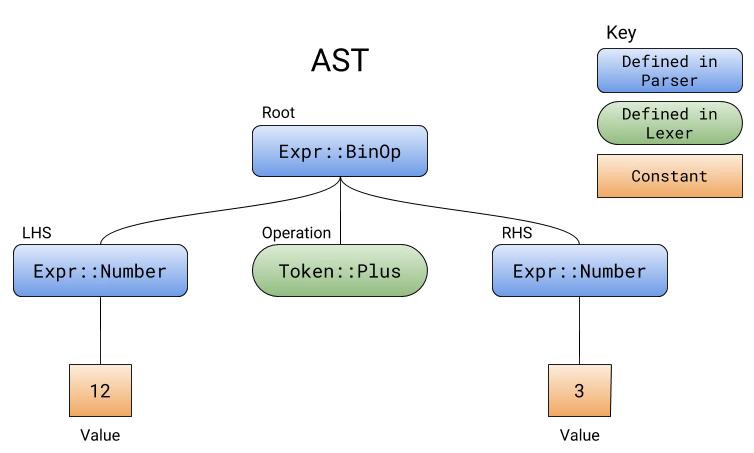 Key
AST
Defined in
Parser
Defined in
Lexer
Constant
Root
Expr::BinOp
LHS
Operation
RHS
Expr::Number
Token::Plus
Expr::Number
12
3
Value
Value